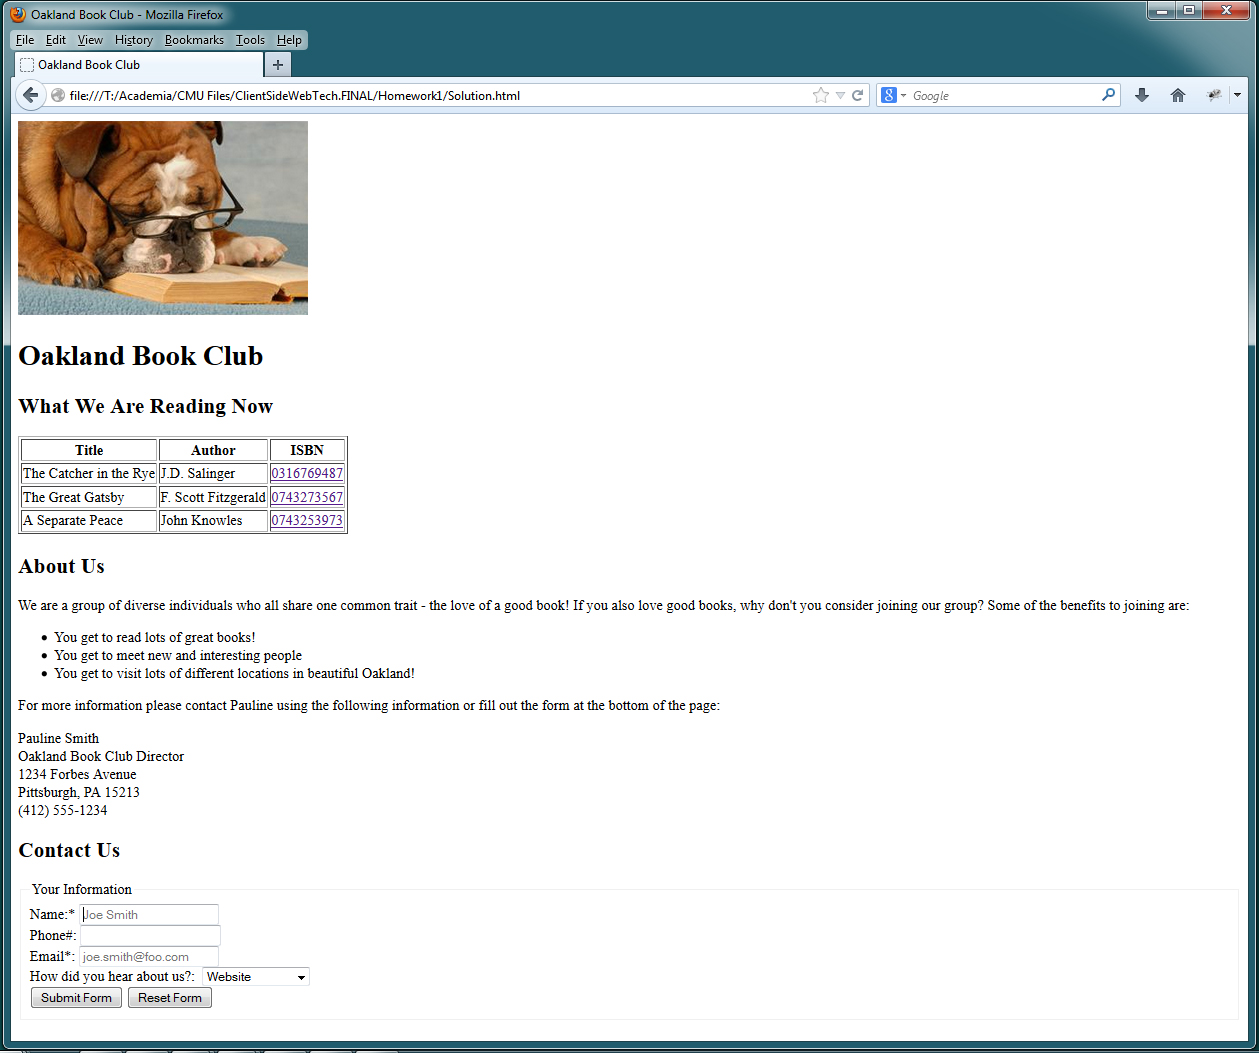 Oakland Book Club - Mozilla Firefox
File Edit View History Bookmarks Tools Help
Oakland Book Club
file:///T:/Academia/CMU Files/ClientSideWebTech.FINAL/Homework1/Solution.html
8 Google
Oakland Book Club
What We Are Reading Now
Title Author ISBN
The Catcher in the Rye J.D. Salinger 0316769487
The Great Gatsby F. Scott Fitzgerald 0743273567
A Separate Peace John Knowles 0743253973
About Us
We are a group of diverse individuals who all share one common trait - the love of a good book! If you also love good books, why don't you consider joining our group? Some of the benefits to joining are:
• You get to read lots of great books!
• You get to meet new and interesting people
• You get to visit lots of different locations in beautiful Oakland!
For more information please contact Pauline using the following information or fill out the form at the bottom of the page:
Pauline Smith
Oakland Book Club Director
1234 Forbes Avenue
Pittsburgh, PA 15213
(412) 555-1234
Contact Us
Your Information
Name:* Joe Smith
Phone#:
Email*: joe.smith@foo.com
How did you hear about us?: Website
Submit Form Reset Form